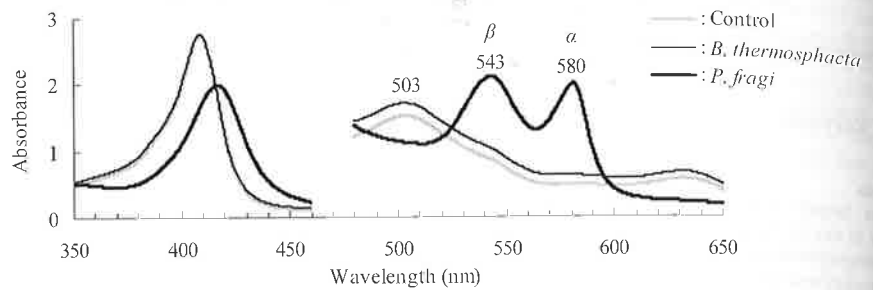 3
2
1
0
Absorbance
350
400
450
500
550
600
650
Wavelength (nm)
503
β
543
α
580
: Control
: B. thermosphacta
: P. fragi